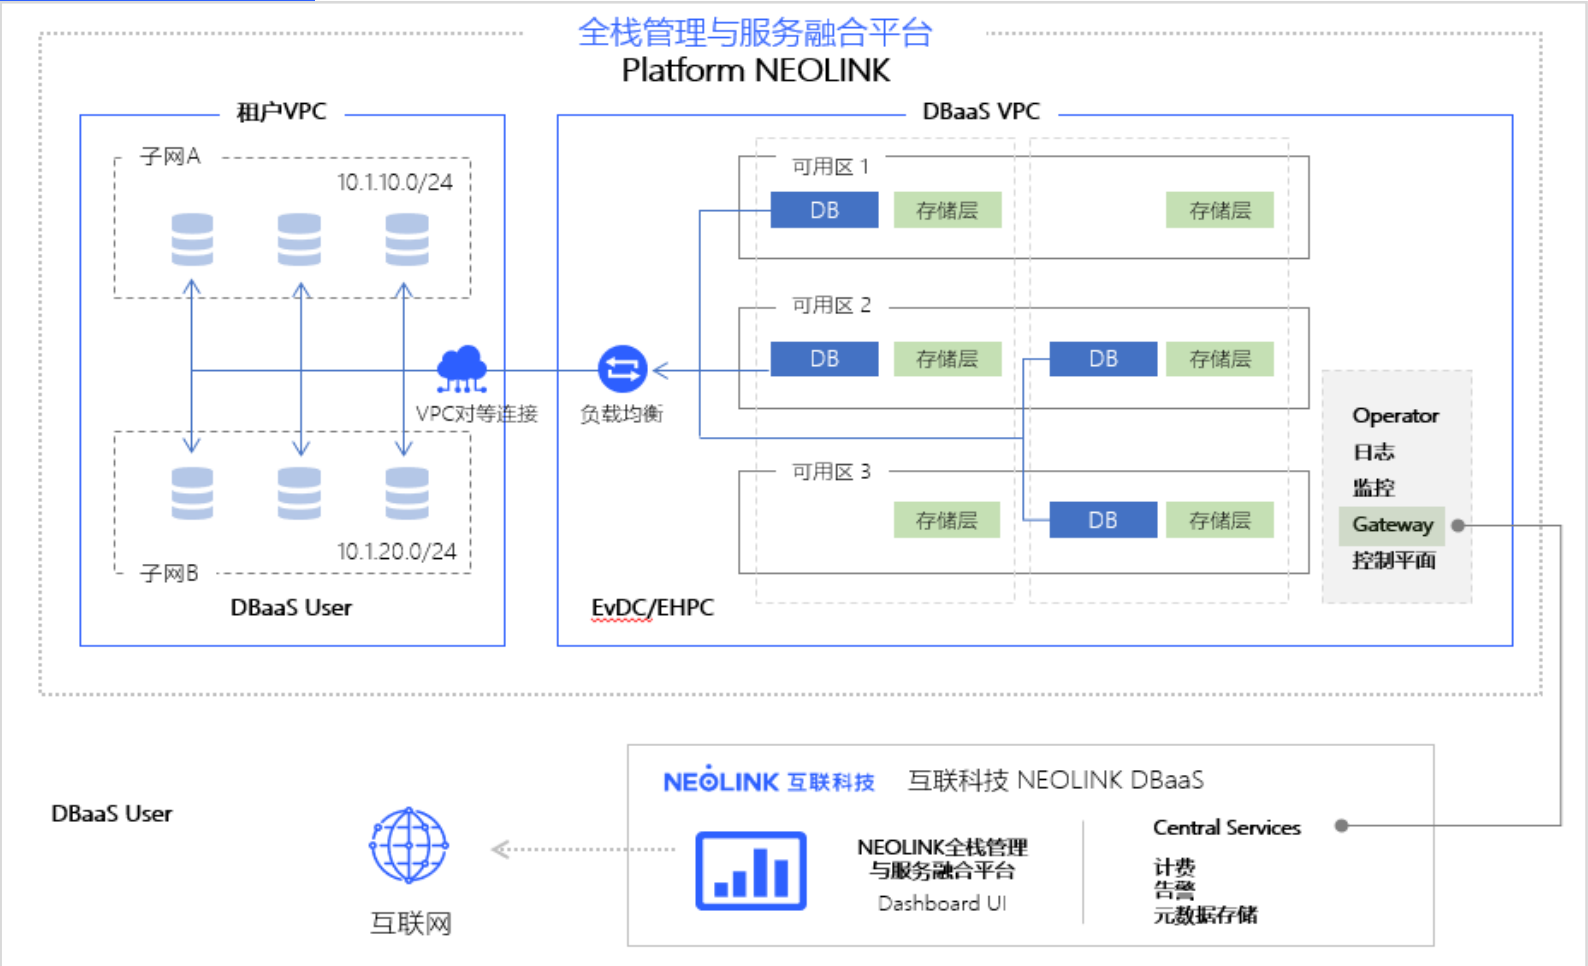 全栈管理与服务融合平台
Platform NEOLINK
租户VPC
子网A
10.1.10.0/24
VPC对等连接
10.1.20.0/24
子网B
DBaaS User
负载均衡
DBaaS VPC
可用区 1
DB
存储层
存储层
可用区 2
DB
存储层
DB
存储层
可用区 3
存储层
DB
存储层
EvDC/EHPC
Operator
日志
监控
Gateway
控制平面
DBaaS User
互联网
NEOLINK 互联科技
互联科技 NEOLINK DBaaS
NEOLINK全栈管理
与服务融合平台
Dashboard UI
Central Services
计费
告警
元数据存储